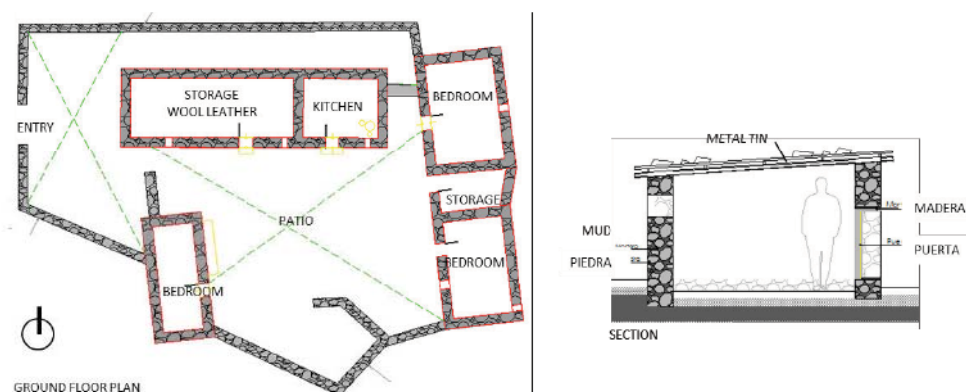 STORAGE
WOOL LEATHER
KITCHEN
BEDROOM
ENTRY
STORAGE
PATIO
BEDROOM
BEDROOM
GROUND FLOOR PLAN
METAL TIN
MUD
MADERA
PIEDRA
PUERTA
SECTION